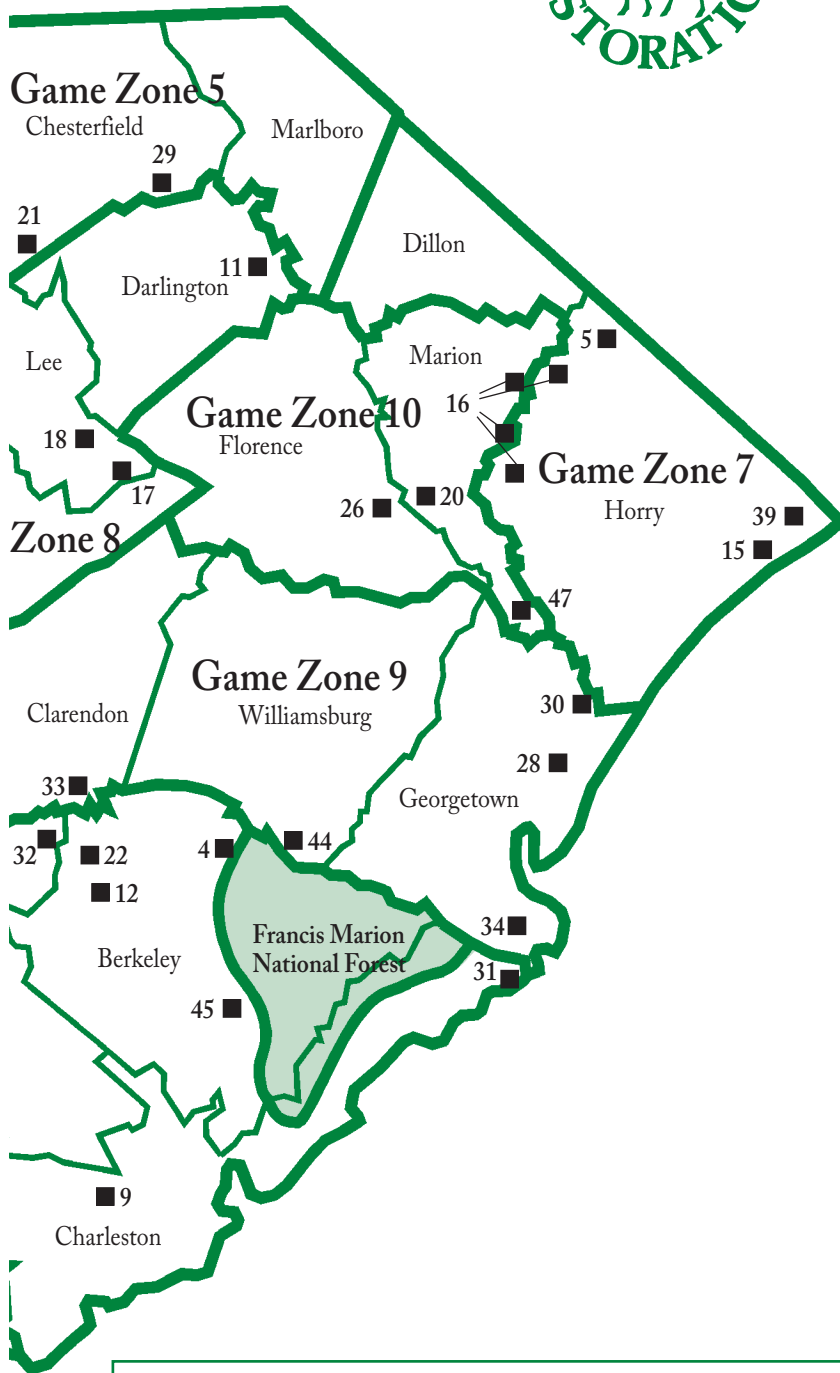 STORATIO
Game Zone 5
Chesterfield
Marlboro
29
21
Dillon
11
Darlington
5
Marion
Lee
16
Game Zone 10
Florence
18
17
Game Zone 7
Horry
20
26
39
15
Zone 8
47
Game Zone 9
Williamsburg
Clarendon
30
28
33
Georgetown
32
22
4
44
12
34
Francis Marion
National Forest
Berkeley
31
45
9
Charleston